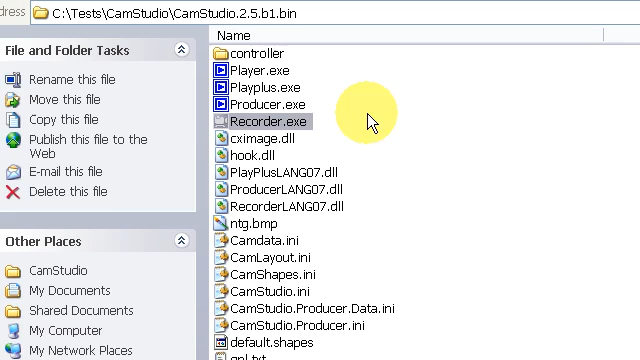 dress
C:\Tests\CamStudio\CamStudio.2.5.b1.bin
File and Folder Tasks
Rename this file
Move this file
Copy this file
Publish this file to the
Web
E-mail this file
Delete this file
Other Places
CamStudio
My Documents
Shared Documents
My Computer
My Network Places
Name
controller
Player.exe
Playplus.exe
Producer.exe
Recorder.exe
cximage.dll
hook.dll
PlayPlusLANG07.dll
ProducerLANG07.dll
RecorderLANG07.dll
ntg.bmp
Camdata.ini
CamLayout.ini
CamShapes.ini
CamStudio.ini
CamStudio.Producer.Data.ini
CamStudio.Producer.ini
default.shapes
gpl.txt